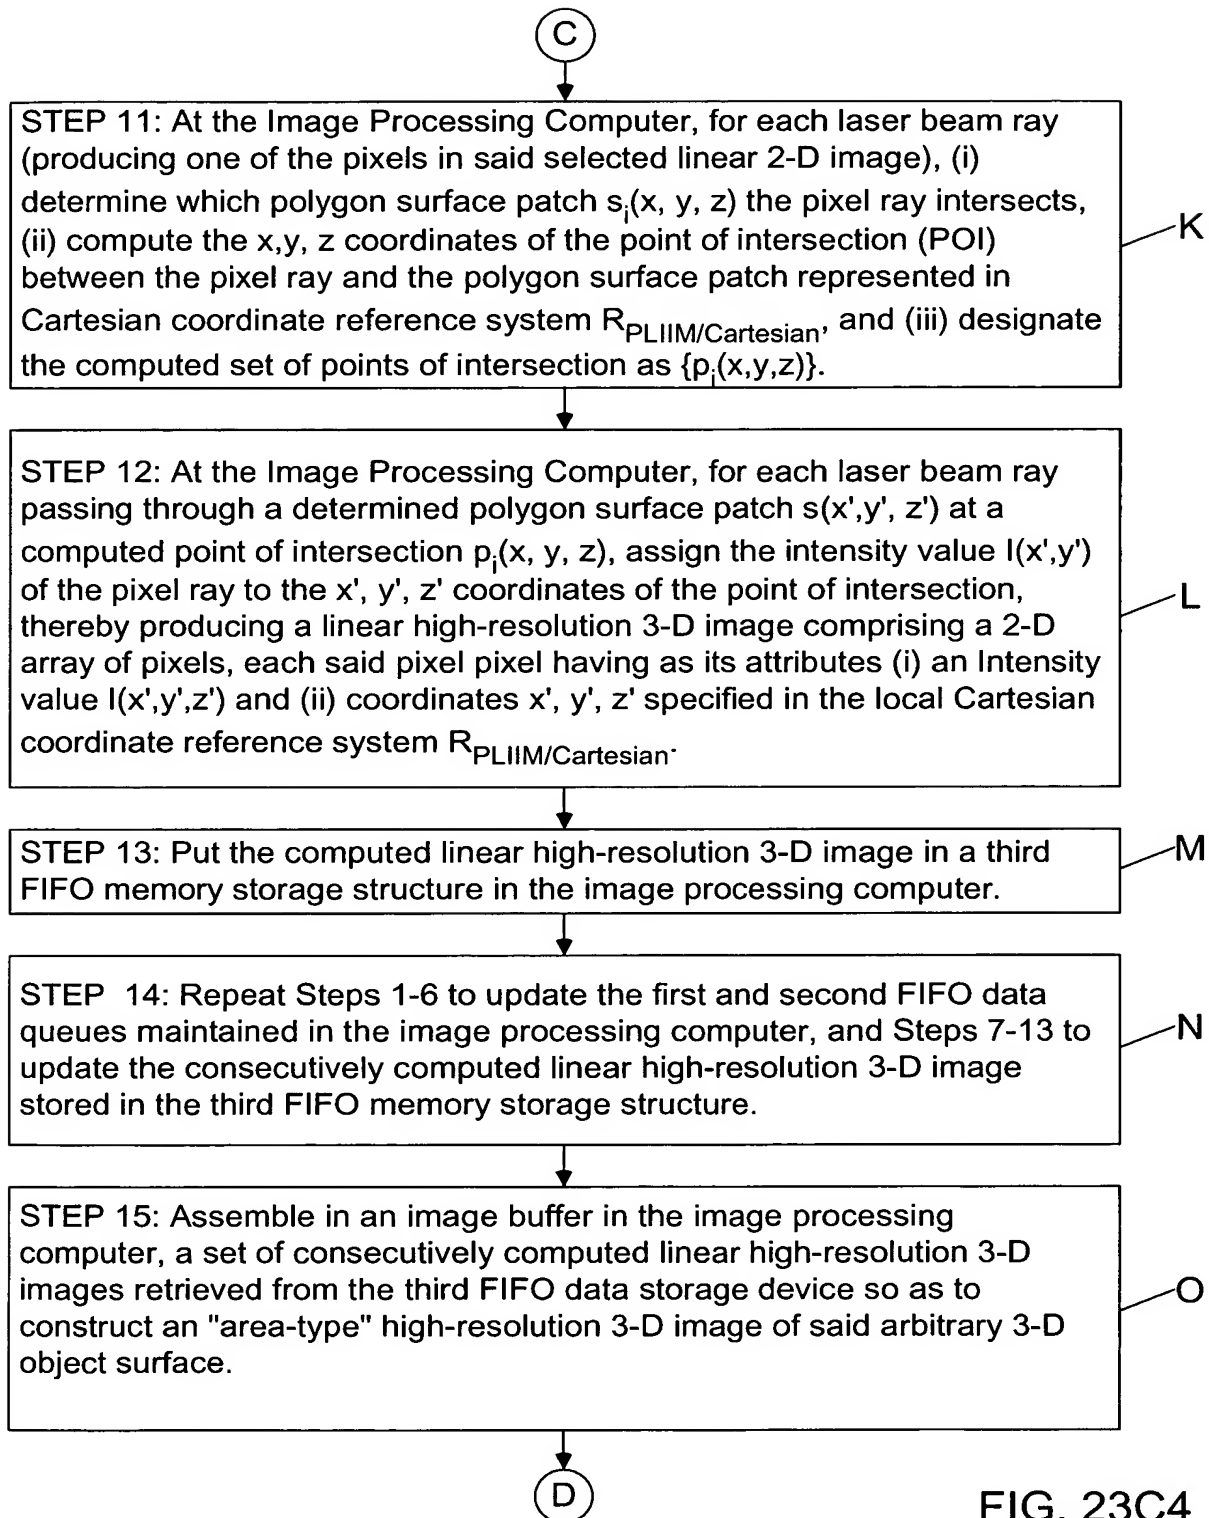 C
STEP 11: At the Image Processing Computer, for each laser beam ray
(producing one of the pixels in said selected linear 2-D image), (i)
determine which polygon surface patch sᵢ(x, y, z) the pixel ray intersects,
(ii) compute the x,y, z coordinates of the point of intersection (POI)
between the pixel ray and the polygon surface patch represented in
Cartesian coordinate reference system R_PLIIM/Cartesian, and (iii) designate
the computed set of points of intersection as {pᵢ(x,y,z)}.
K
STEP 12: At the Image Processing Computer, for each laser beam ray
passing through a determined polygon surface patch s(x',y', z') at a
computed point of intersection pᵢ(x, y, z), assign the intensity value I(x',y')
of the pixel ray to the x', y', z' coordinates of the point of intersection,
thereby producing a linear high-resolution 3-D image comprising a 2-D
array of pixels, each said pixel pixel having as its attributes (i) an Intensity
value I(x',y',z') and (ii) coordinates x', y', z' specified in the local Cartesian
coordinate reference system R_PLIIM/Cartesian.
L
STEP 13: Put the computed linear high-resolution 3-D image in a third
FIFO memory storage structure in the image processing computer.
M
STEP 14: Repeat Steps 1-6 to update the first and second FIFO data
queues maintained in the image processing computer, and Steps 7-13 to
update the consecutively computed linear high-resolution 3-D image
stored in the third FIFO memory storage structure.
N
STEP 15: Assemble in an image buffer in the image processing
computer, a set of consecutively computed linear high-resolution 3-D
images retrieved from the third FIFO data storage device so as to
construct an "area-type" high-resolution 3-D image of said arbitrary 3-D
object surface.
O
D
FIG. 23C4